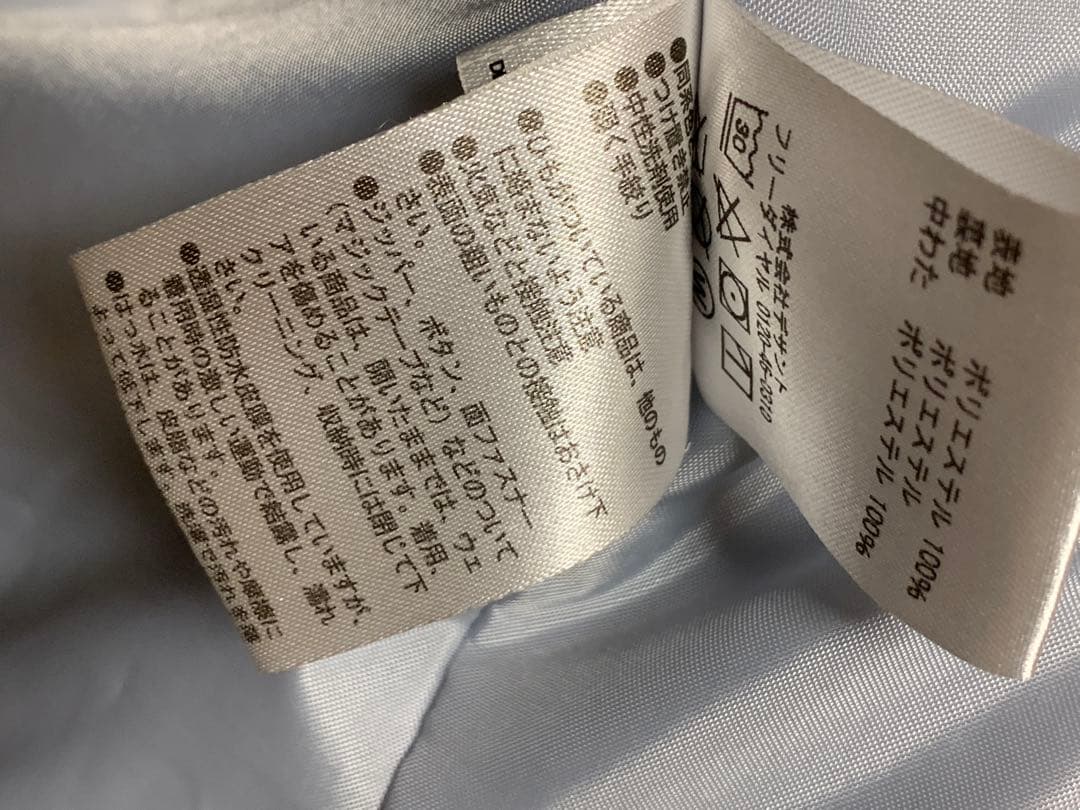 表地 ポリエステル 100%
裏地 ポリエステル 100%
中わた ポリエステル 100%
株式会社デサント
フリーダイヤル 0120-46-0310
30
W
●同系色
●つけ置き禁止
●中性洗剤使用
●弱く手絞り
●ひもがついている商品は、他のもの
に絡まないよう注意
●火気などと接触注意
●表面の粗いものとの接触はおさけ下
さい。
●ジッパー、ボタン、面ファスナー
(マジックテープなど)などのついて
いる商品は、開いたままでは、ウェ
アを傷めることがあります。着用、
クリーニング、収納時には閉じて下
さい。
●透湿性防水皮膜を使用していますが、
着用時の激しい運動で結露し、濡れ
ることがあります。
●はっ水は、皮脂などの汚れや摩擦に
よって低下します。